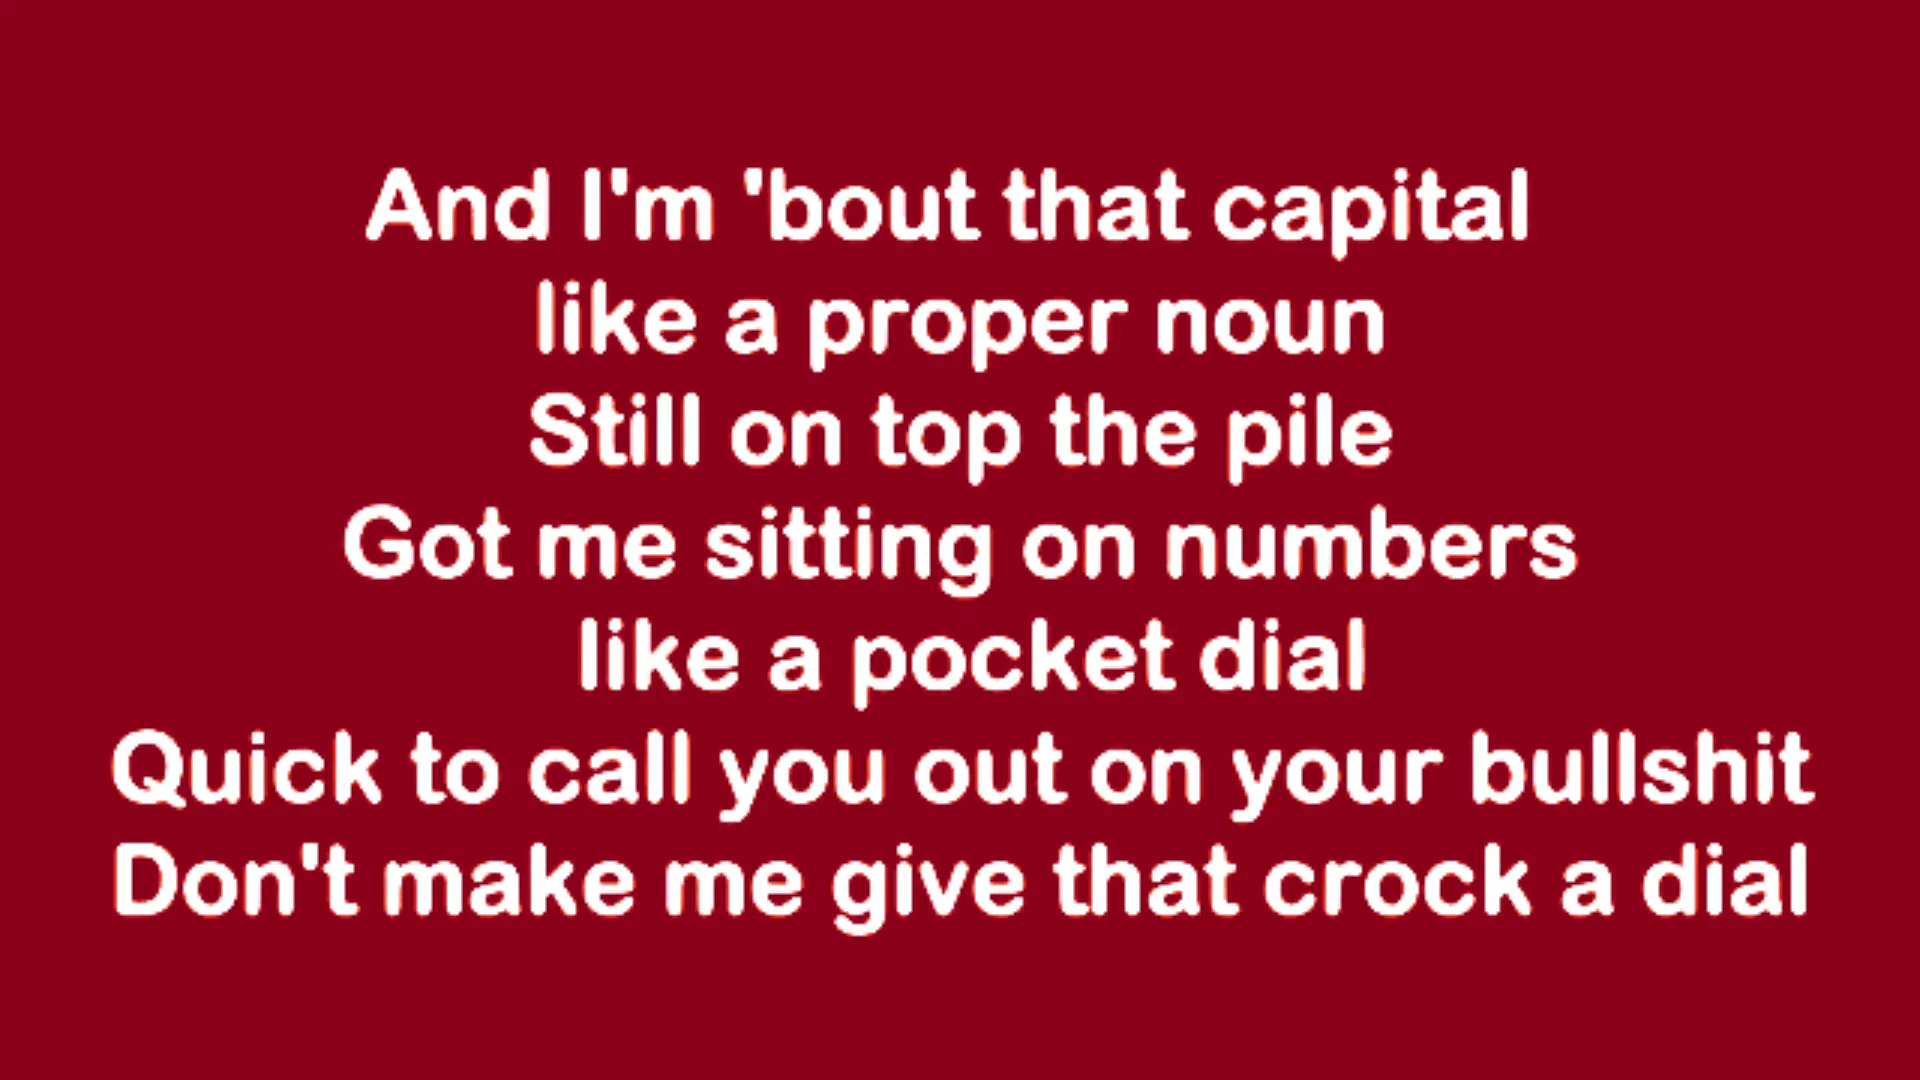 And I'm 'bout that capital
like a proper noun
Still on top the pile
Got me sitting on numbers
like a pocket dial
Quick to call you out on your bullshit
Don't make me give that crock a dial